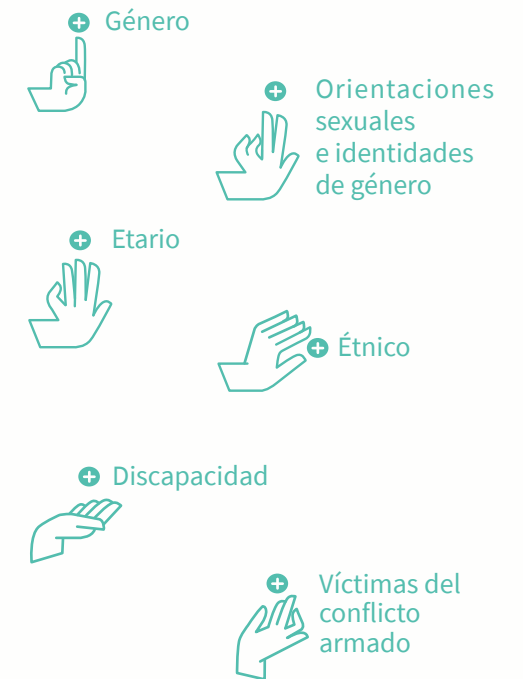 Género
Orientaciones
sexuales
e identidades
de género
Etario
Étnico
Discapacidad
Víctimas del
conflicto
armado